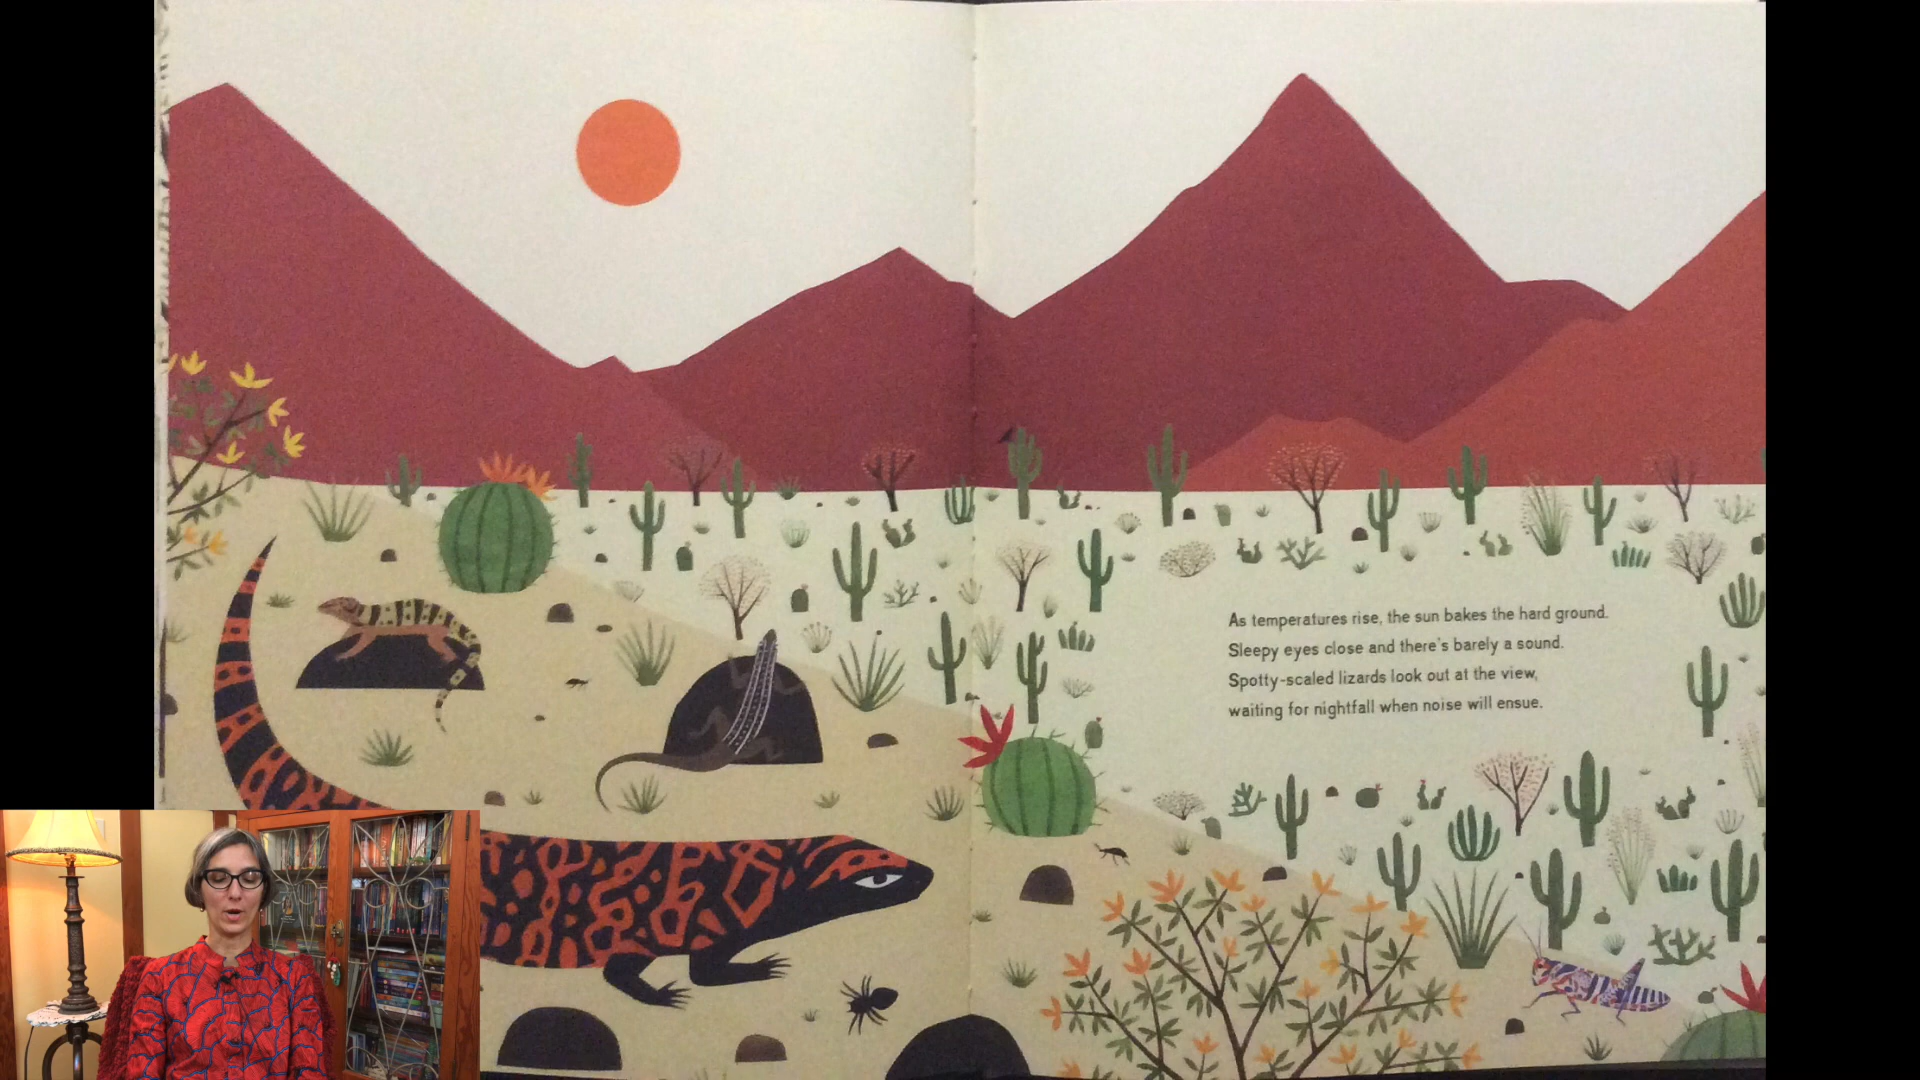 As temperatures rise, the sun bakes the hard ground.
Sleepy eyes close and there's barely a sound.
Spotty-scaled lizards look out at the view,
waiting for nightfall when noise will ensue.